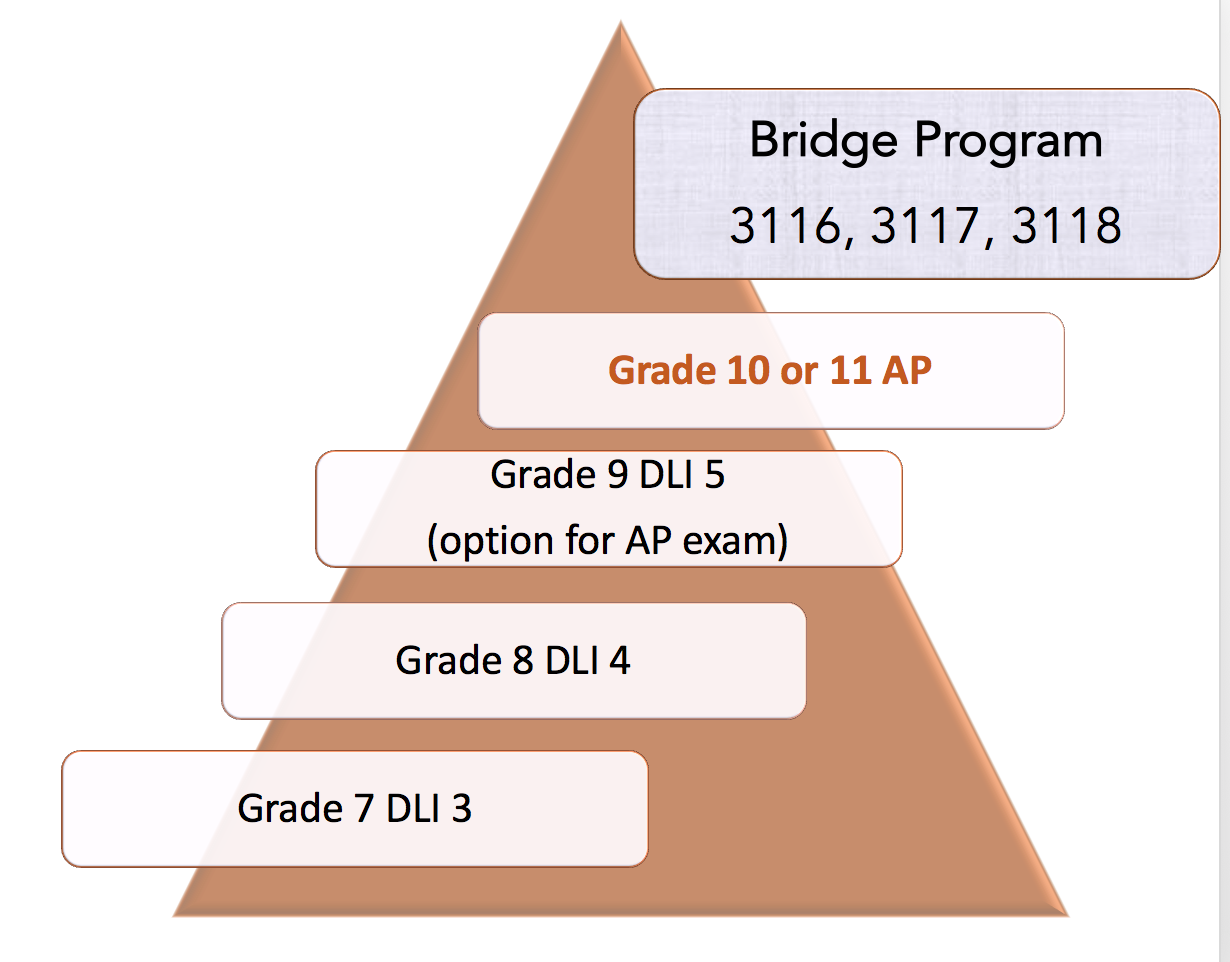 Bridge Program
3116, 3117, 3118
Grade 10 or 11 AP
Grade 9 DLI 5
(option for AP exam)
Grade 8 DLI 4
Grade 7 DLI 3